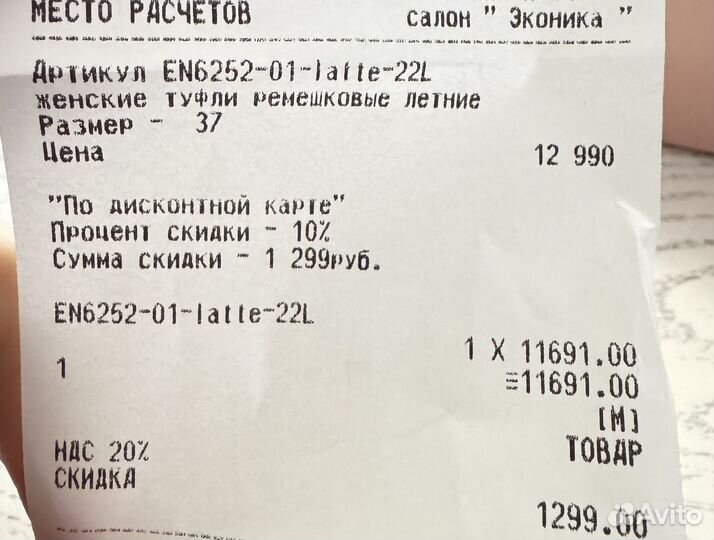 МЕСТО РАСЧЕТОВ
салон " Эконика "
Артикул EN6252-01-latte-22L
женские туфли ремешковые летние
Размер - 37
Цена 12 990
"По дисконтной карте"
Процент скидки - 10%
Сумма скидки - 1 299руб.
EN6252-01-latte-22L
1 X 11691.00
1 =11691.00
[М]
НДС 20% ТОВАР
СКИДКА
1299.00
Avito